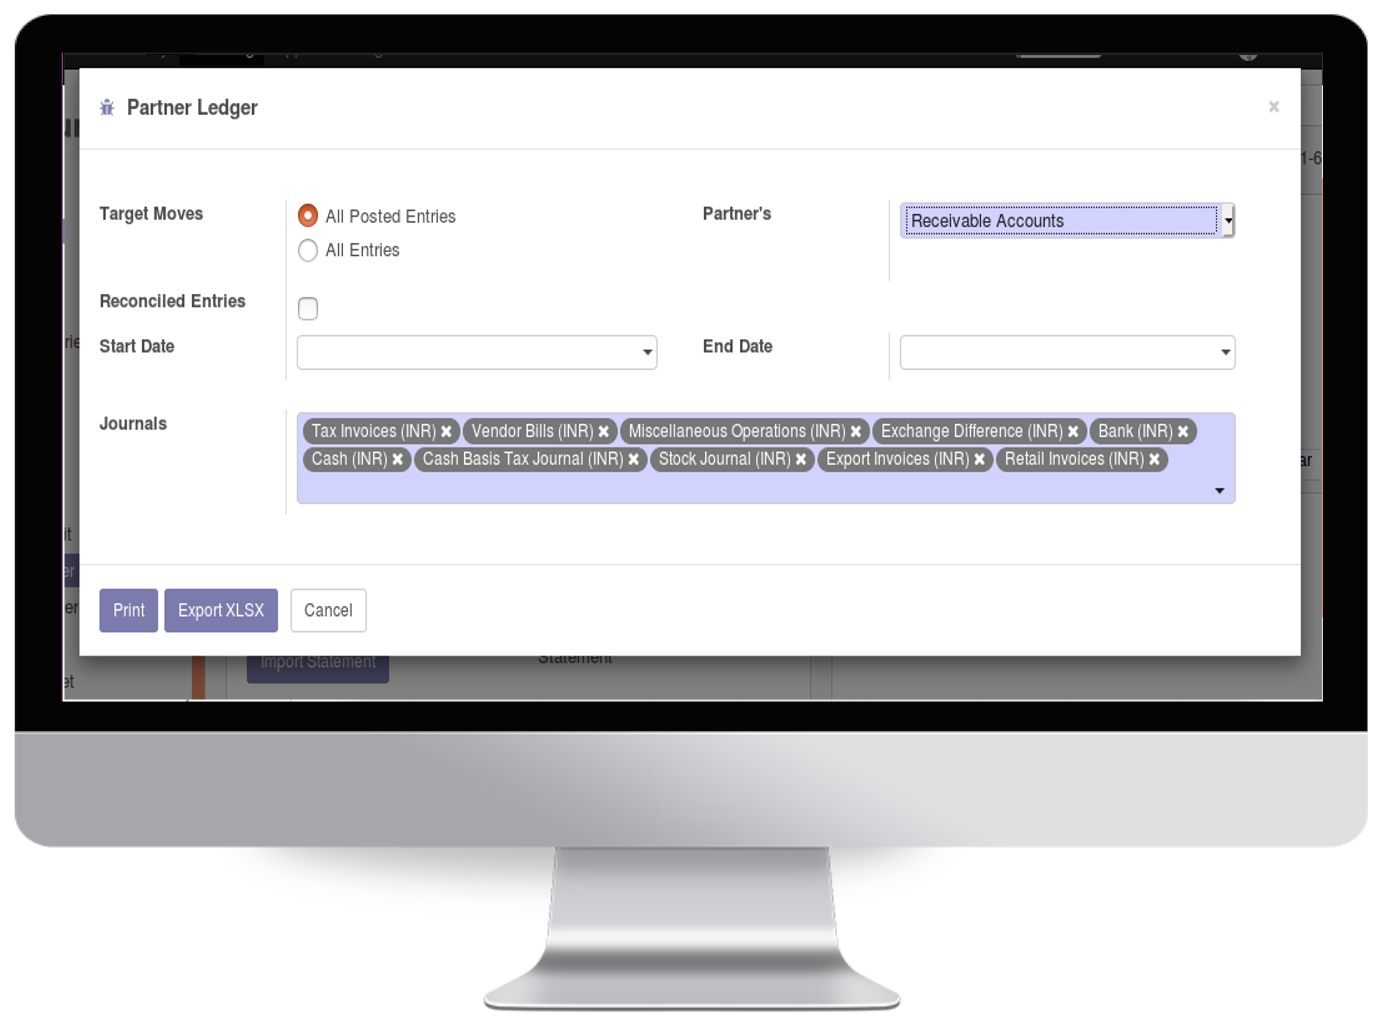 Partner Ledger ×
Target Moves
All Posted Entries
All Entries
Partner's
Receivable Accounts
Reconciled Entries
Start Date
End Date
Journals
Tax Invoices (INR) ✖ Vendor Bills (INR) ✖ Miscellaneous Operations (INR) ✖ Exchange Difference (INR) ✖ Bank (INR) ✖
Cash (INR) ✖ Cash Basis Tax Journal (INR) ✖ Stock Journal (INR) ✖ Export Invoices (INR) ✖ Retail Invoices (INR) ✖
Print Export XLSX Cancel
Import Statement
Statement